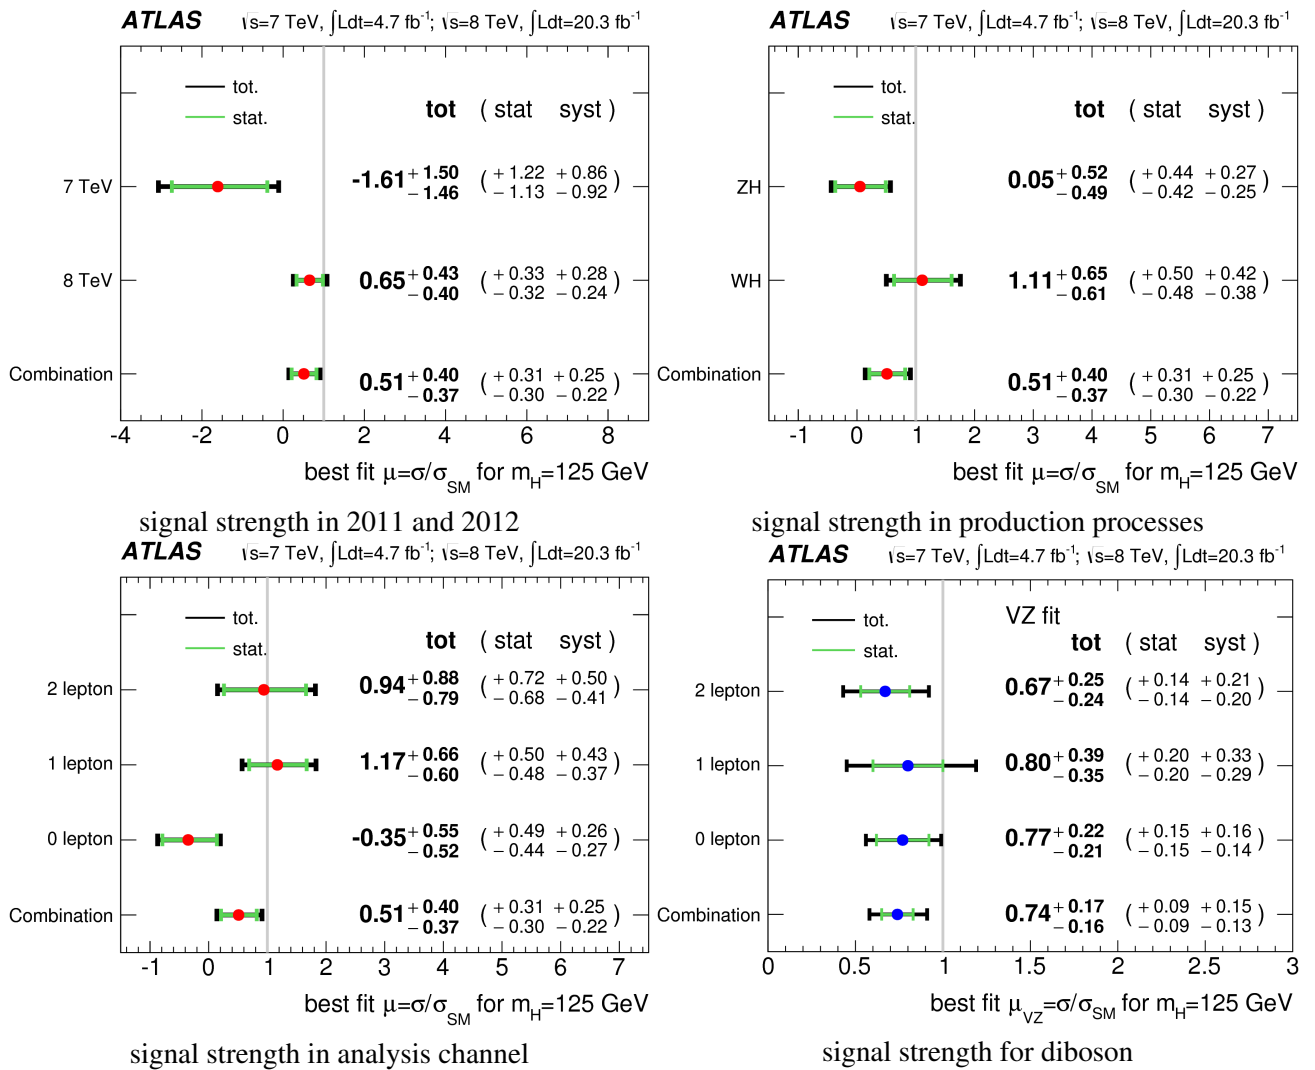 ATLAS √s=7 TeV, ∫Ldt=4.7 fb⁻¹; √s=8 TeV, ∫Ldt=20.3 fb⁻¹
tot.
stat.
tot ( stat syst )
7 TeV -1.61 + 1.50 − 1.46 ( + 1.22 − 1.13 + 0.86 − 0.92 )
8 TeV 0.65 + 0.43 − 0.40 ( + 0.33 − 0.32 + 0.28 − 0.24 )
Combination 0.51 + 0.40 − 0.37 ( + 0.31 − 0.30 + 0.25 − 0.22 )
-4 -2 0 2 4 6 8
best fit μ=σ/σ_SM for m_H=125 GeV
signal strength in 2011 and 2012
ATLAS √s=7 TeV, ∫Ldt=4.7 fb⁻¹; √s=8 TeV, ∫Ldt=20.3 fb⁻¹
tot.
stat.
tot ( stat syst )
ZH 0.05 + 0.52 − 0.49 ( + 0.44 − 0.42 + 0.27 − 0.25 )
WH 1.11 + 0.65 − 0.61 ( + 0.50 − 0.48 + 0.42 − 0.38 )
Combination 0.51 + 0.40 − 0.37 ( + 0.31 − 0.30 + 0.25 − 0.22 )
-1 0 1 2 3 4 5 6 7
best fit μ=σ/σ_SM for m_H=125 GeV
signal strength in production processes
ATLAS √s=7 TeV, ∫Ldt=4.7 fb⁻¹; √s=8 TeV, ∫Ldt=20.3 fb⁻¹
tot.
stat.
tot ( stat syst )
2 lepton 0.94 + 0.88 − 0.79 ( + 0.72 − 0.68 + 0.50 − 0.41 )
1 lepton 1.17 + 0.66 − 0.60 ( + 0.50 − 0.48 + 0.43 − 0.37 )
0 lepton -0.35 + 0.55 − 0.52 ( + 0.49 − 0.44 + 0.26 − 0.27 )
Combination 0.51 + 0.40 − 0.37 ( + 0.31 − 0.30 + 0.25 − 0.22 )
-1 0 1 2 3 4 5 6 7
best fit μ=σ/σ_SM for m_H=125 GeV
signal strength in analysis channel
ATLAS √s=7 TeV, ∫Ldt=4.7 fb⁻¹; √s=8 TeV, ∫Ldt=20.3 fb⁻¹
tot.
stat.
VZ fit
tot ( stat syst )
2 lepton 0.67 + 0.25 − 0.24 ( + 0.14 − 0.14 + 0.21 − 0.20 )
1 lepton 0.80 + 0.39 − 0.35 ( + 0.20 − 0.20 + 0.33 − 0.29 )
0 lepton 0.77 + 0.22 − 0.21 ( + 0.15 − 0.15 + 0.16 − 0.14 )
Combination 0.74 + 0.17 − 0.16 ( + 0.09 − 0.09 + 0.15 − 0.13 )
0 0.5 1 1.5 2 2.5 3
best fit μ_VZ=σ/σ_SM for m_H=125 GeV
signal strength for diboson